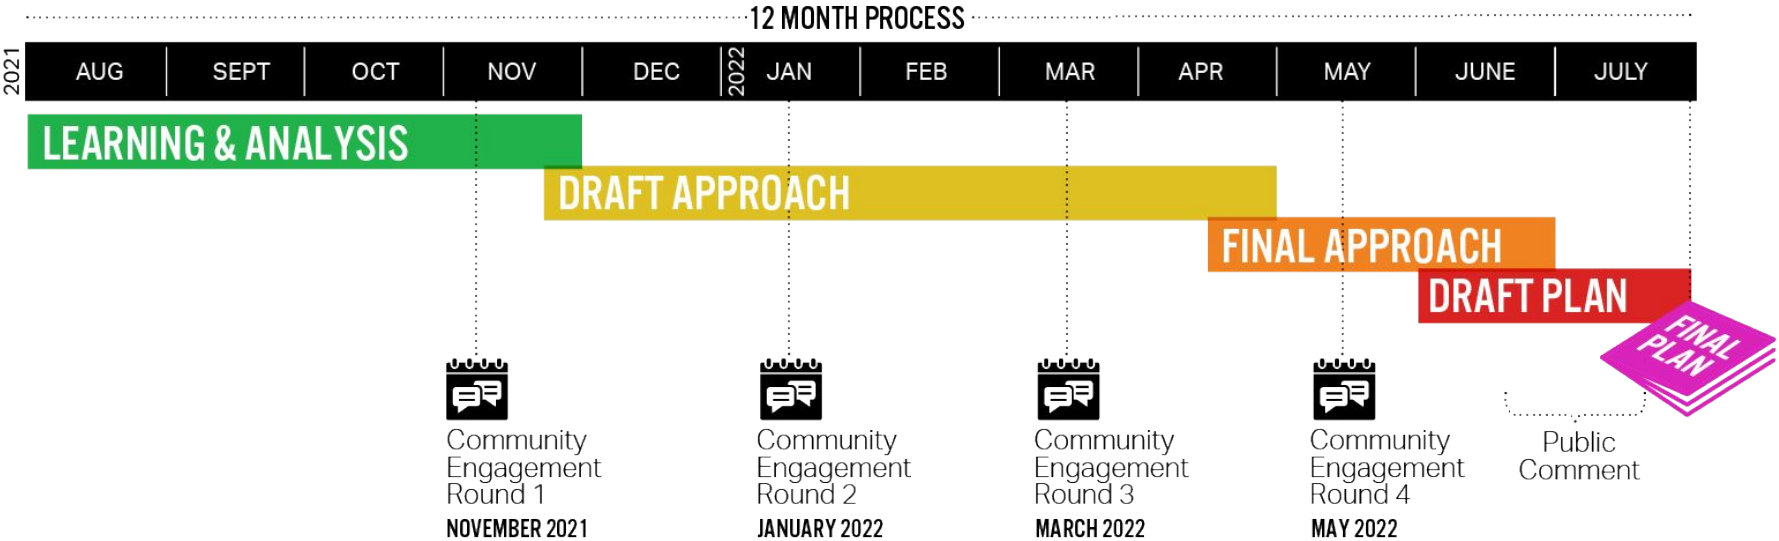 12 MONTH PROCESS
2021 AUG SEPT OCT NOV DEC 2022 JAN FEB MAR APR MAY JUNE JULY
LEARNING & ANALYSIS
DRAFT APPROACH
FINAL APPROACH
DRAFT PLAN
FINAL
PLAN
Community
Engagement
Round 1
NOVEMBER 2021
Community
Engagement
Round 2
JANUARY 2022
Community
Engagement
Round 3
MARCH 2022
Community
Engagement
Round 4
MAY 2022
Public
Comment